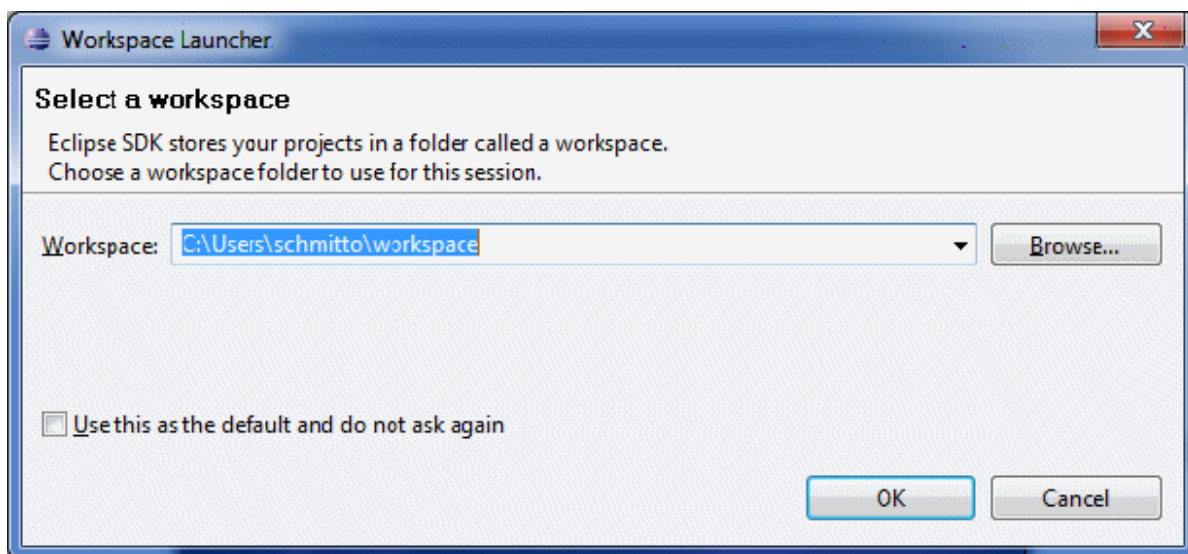 Workspace Launcher
Select a workspace
Eclipse SDK stores your projects in a folder called a workspace.
Choose a workspace folder to use for this session.
Workspace: C:\Users\schmitto\workspace Browse...
Use this as the default and do not ask again
OK Cancel